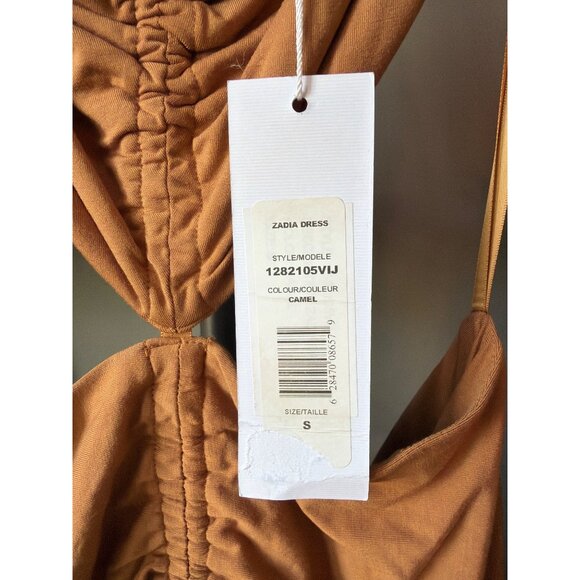 ZADIA DRESS
STYLE/MODELE
1282105VIJ
COLOUR/COULEUR
CAMEL
6 28470 08657 9
SIZE/TAILLE
S